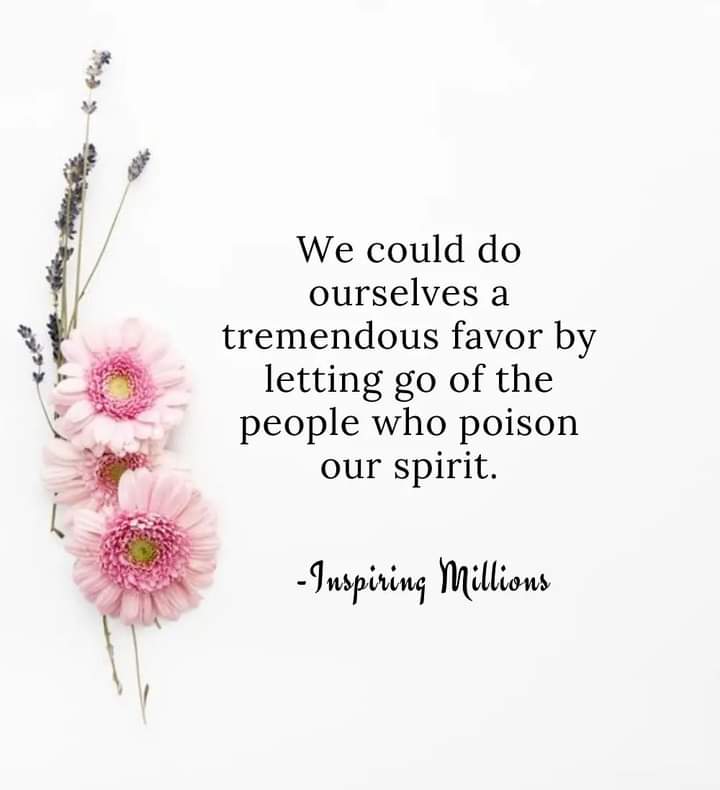 We could do
ourselves a
tremendous favor by
letting go of the
people who poison
our spirit.
-Inspiring Millions